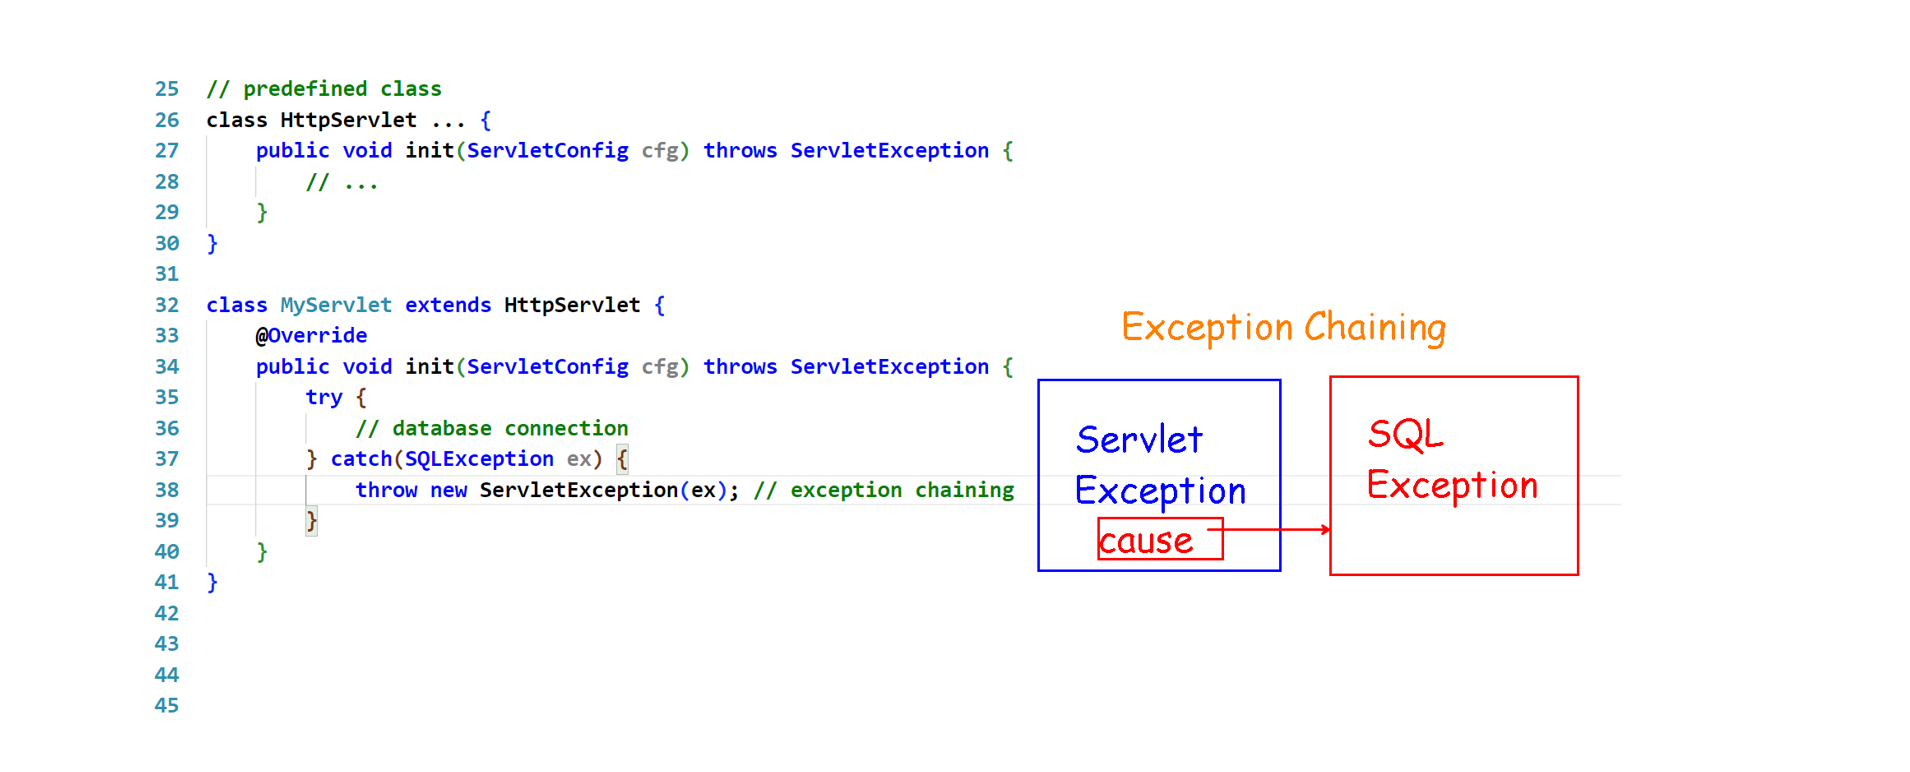 25 // predefined class
26 class HttpServlet ... {
27     public void init(ServletConfig cfg) throws ServletException {
28         // ...
29     }
30 }
31
32 class MyServlet extends HttpServlet {
33     @Override
34     public void init(ServletConfig cfg) throws ServletException {
35         try {
36             // database connection
37         } catch(SQLException ex) {
38             throw new ServletException(ex); // exception chaining
39         }
40     }
41 }
42
43
44
45
Exception Chaining
Servlet
Exception
cause
SQL
Exception